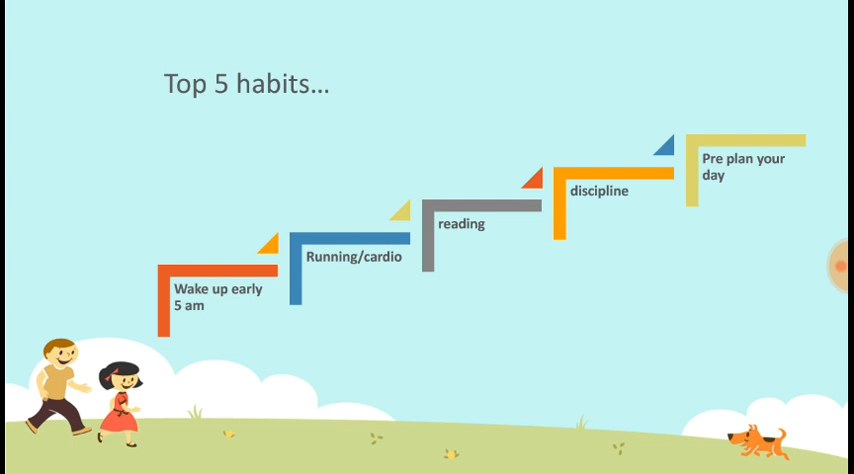 Top 5 habits...
Wake up early
5 am
Running/cardio
reading
discipline
Pre plan your
day